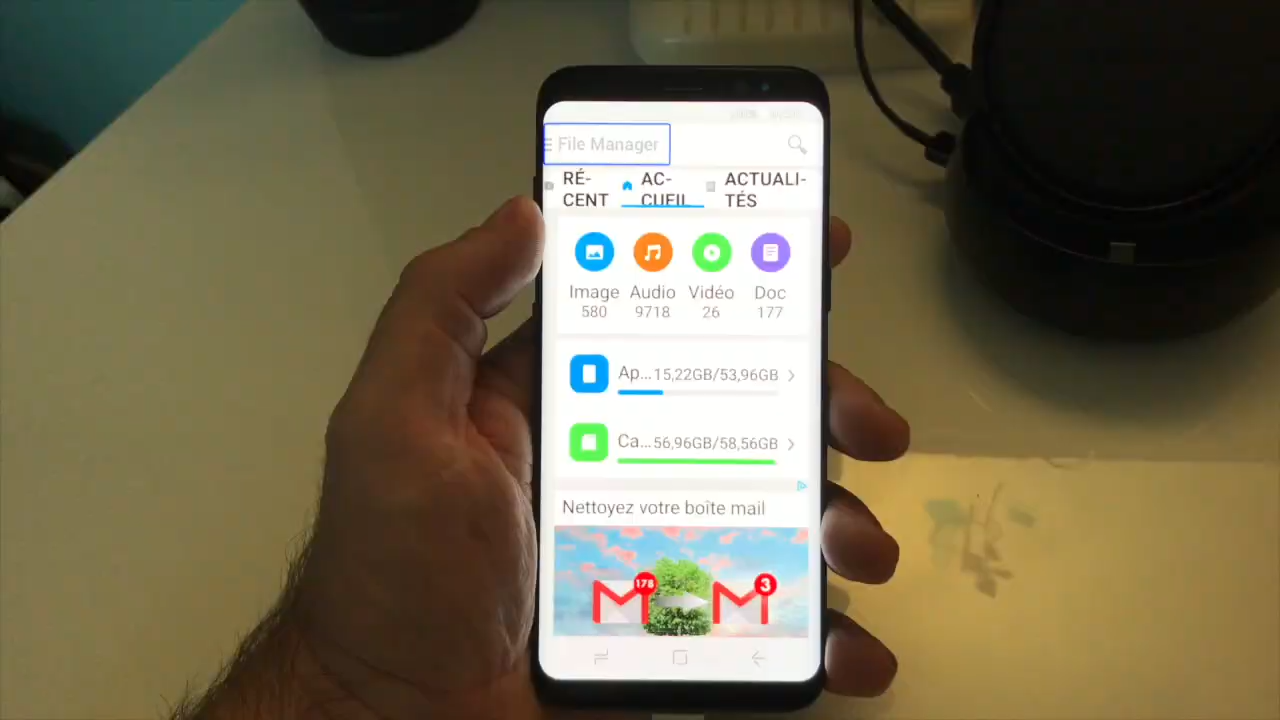 File Manager
RÉ-
CENT
AC-
CUEIL
ACTUALI-
TÉS
Image
580
Audio
9718
Vidéo
26
Doc
177
Ap...15,22GB/53,96GB
Ca...56,96GB/58,56GB
Nettoyez votre boîte mail
178
3